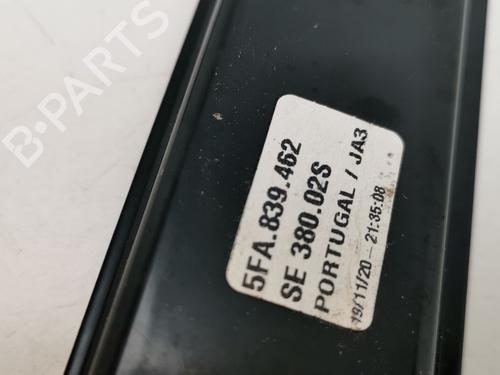 B-PARTS
5FA.839.462
SE 380.02S
PORTUGAL / JA3
19/11/20 - 21:35:08